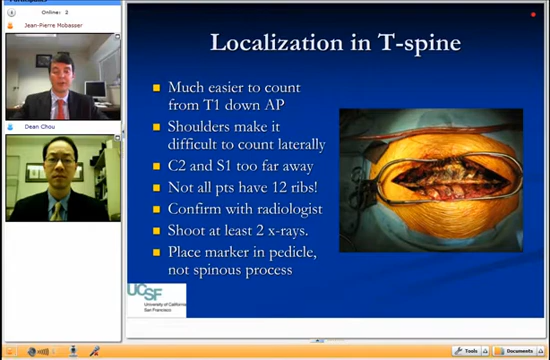 Participants
Online: 2
Jean-Pierre Mobasser
Dean Chou
Localization in T-spine
Much easier to count
from T1 down AP
Shoulders make it
difficult to count laterally
C2 and S1 too far away
Not all pts have 12 ribs!
Confirm with radiologist
Shoot at least 2 x-rays.
Place marker in pedicle,
not spinous process
UCSF
University of California
San Francisco
Tools
Documents